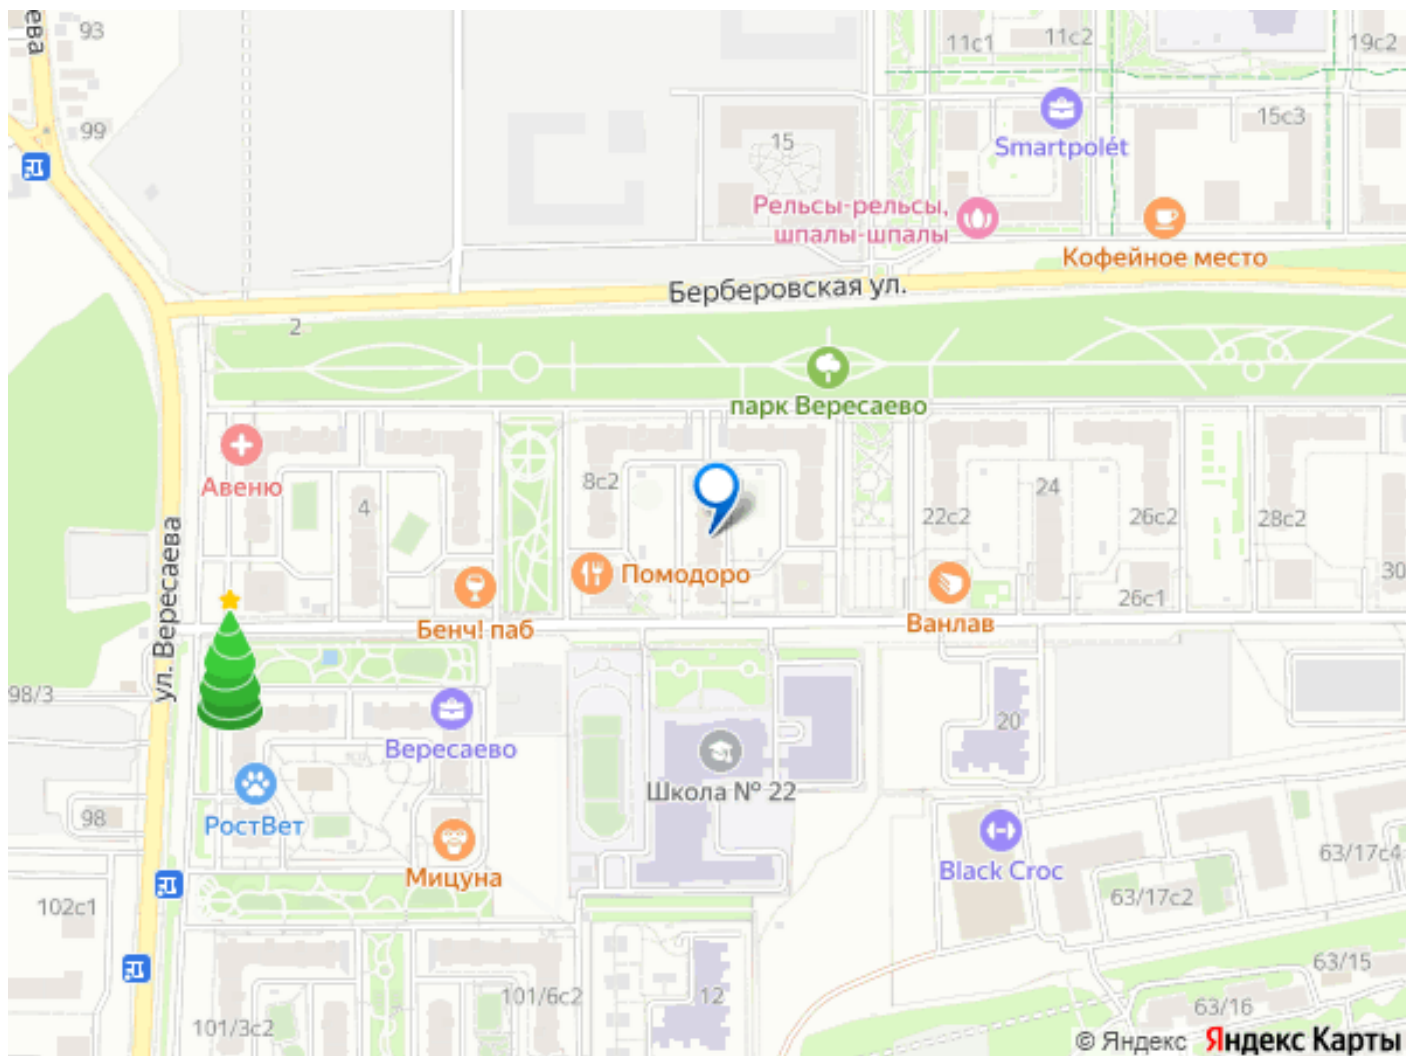 ева
93
11с1
11с2
19с2
99
15
15с3
Smartpolét
Рельсы-рельсы,
шпалы-шпалы
Кофейное место
Берберовская ул.
2
парк Вересаево
Авеню
8с2
4
24
22с2
26с2
28с2
ул. Вересаева
Помодоро
30
26с1
Бенч! паб
Ванлав
98/3
20
Вересаево
Школа № 22
98
РостВет
Black Croc
63/17с4
Мицуна
63/17с2
102с1
63/15
101/6с2
12
63/16
101/3с2
© Яндекс Яндекс Карты